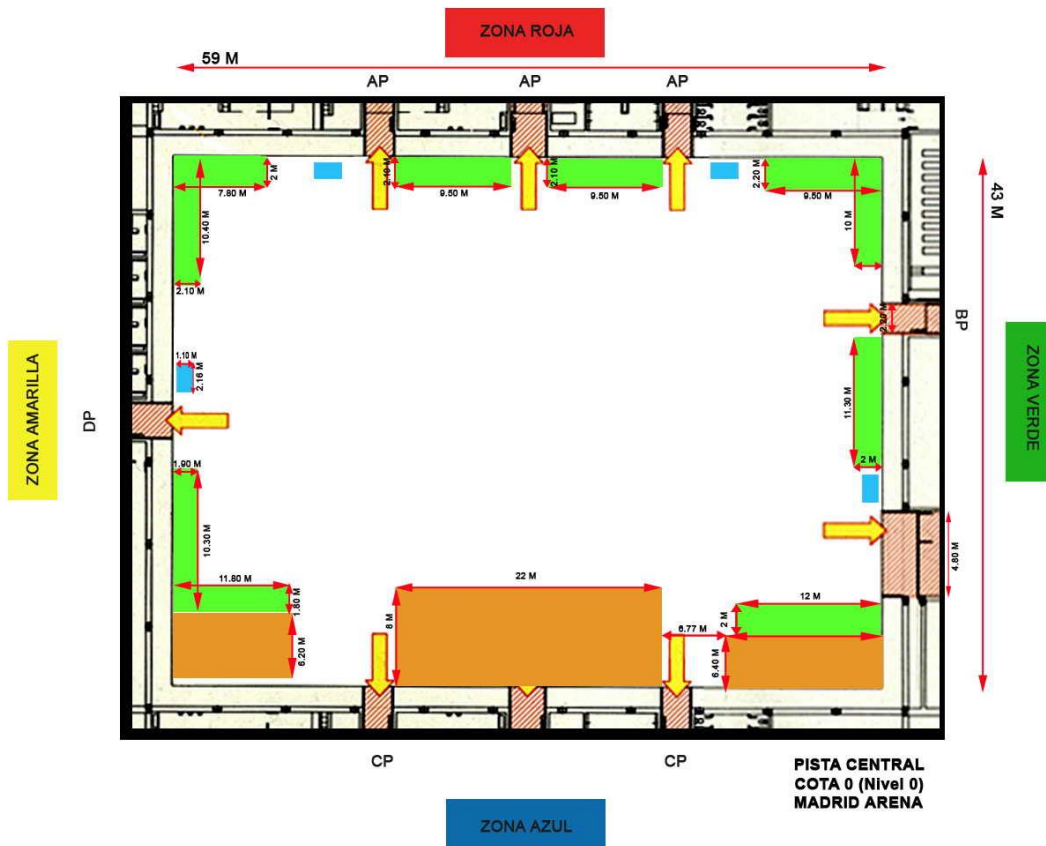 ZONA ROJA
59 M
AP
AP
AP
2 M
7.80 M
10.40 M
2.10 M
2.10 M
9.50 M
2.10 M
9.50 M
2.20 M
9.50 M
10 M
43 M
2.20 M
BP
1.10 M
2.16 M
ZONA AMARILLA
DP
ZONA VERDE
11.30 M
2 M
1.90 M
10.30 M
11.80 M
1.80 M
6.20 M
22 M
8 M
12 M
2 M
6.77 M
6.40 M
4.80 M
CP
CP
PISTA CENTRAL
COTA 0 (Nivel 0)
MADRID ARENA
ZONA AZUL